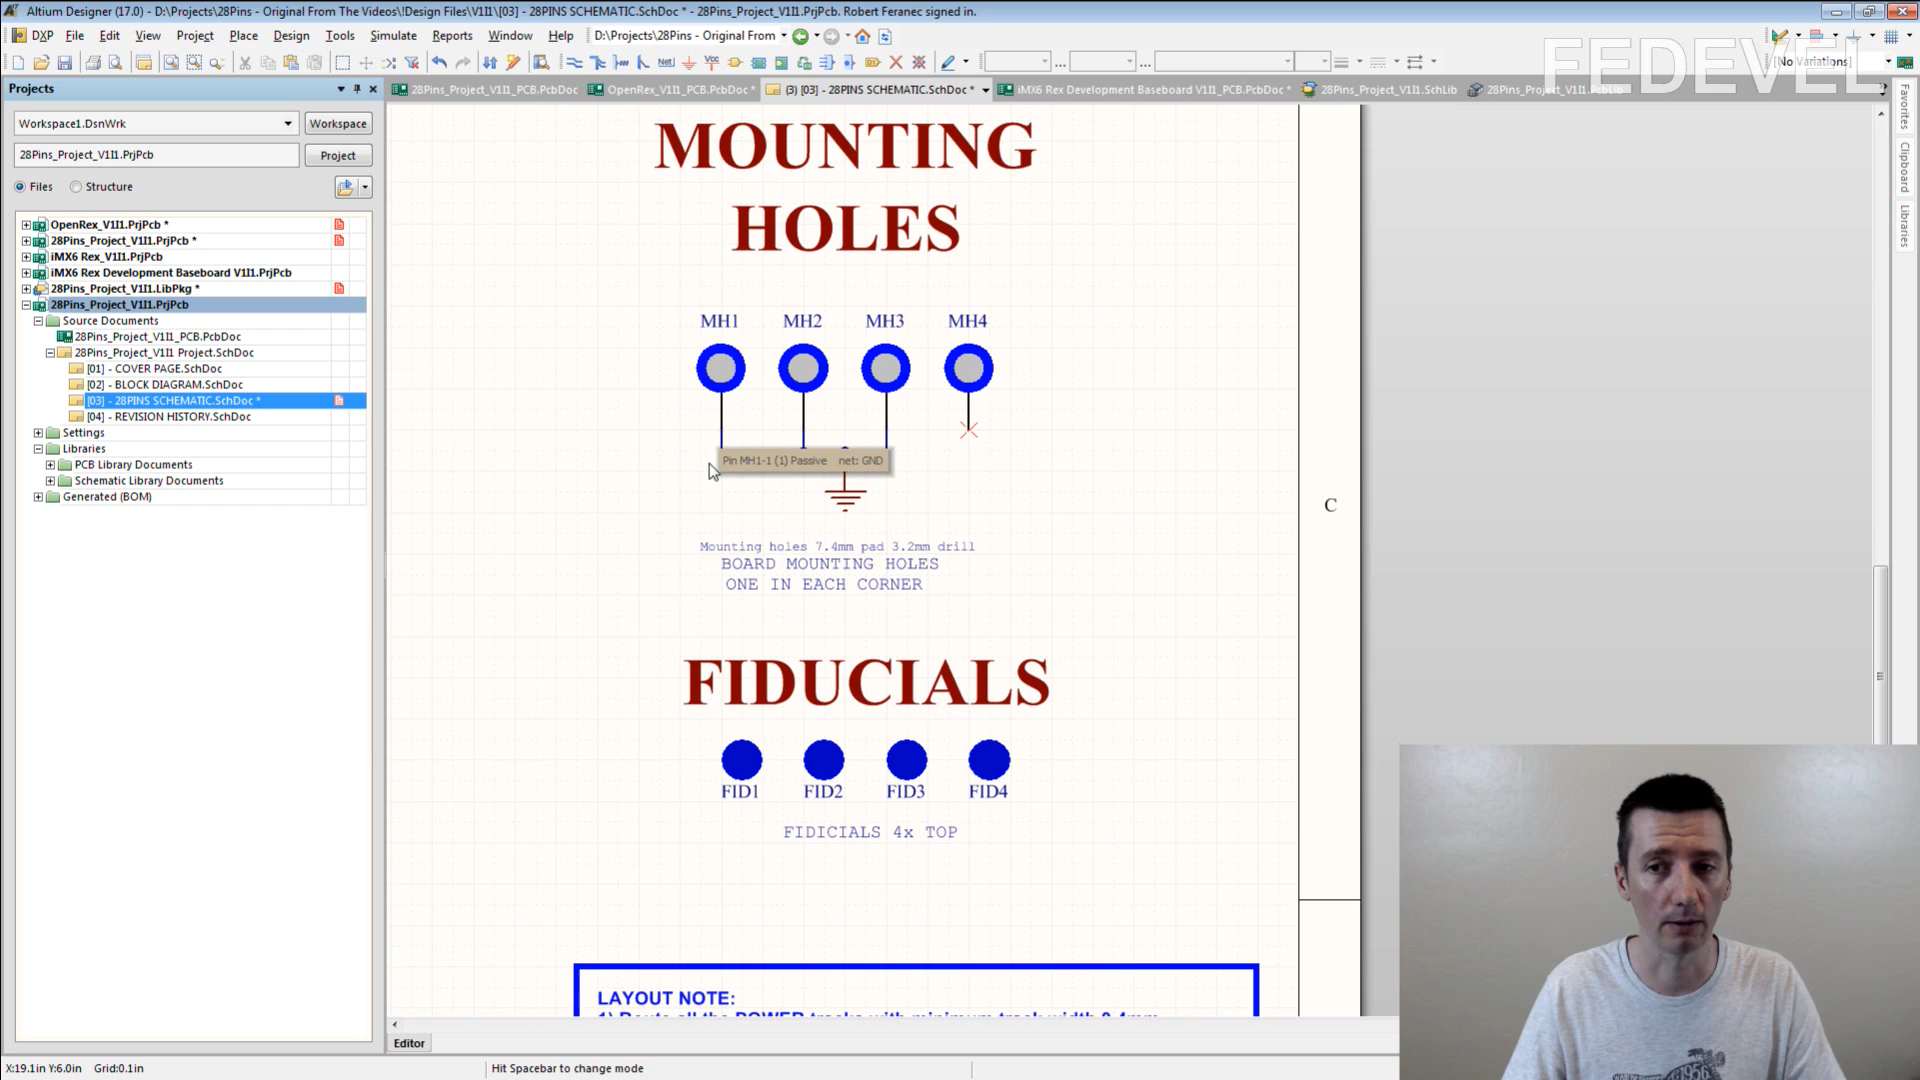 Altium Designer (17.0) - D:\Projects\28Pins - Original From The Videos\!Design Files\V1I1\[03] - 28PINS SCHEMATIC.SchDoc * - 28Pins_Project_V1I1.PrjPcb. Robert Feranec signed in.
DXP File Edit View Project Place Design Tools Simulate Reports Window Help D:\Projects\28Pins - Original From
[No Variations]
FEDEVEL
Projects
28Pins_Project_V1I1_PCB.PcbDoc OpenRex_V1I1_PCB.PcbDoc * (3) [03] - 28PINS SCHEMATIC.SchDoc * iMX6 Rex Development Baseboard V1I1_PCB.PcbDoc * 28Pins_Project_V1I1.SchLib 28Pins_Project_V1I1.PcbLib
Workspace1.DsnWrk Workspace
28Pins_Project_V1I1.PrjPcb Project
Files Structure
OpenRex_V1I1.PrjPcb *
28Pins_Project_V1I1.PrjPcb *
iMX6 Rex_V1I1.PrjPcb
iMX6 Rex Development Baseboard V1I1.PrjPcb
28Pins_Project_V1I1.LibPkg *
28Pins_Project_V1I1.PrjPcb
Source Documents
28Pins_Project_V1I1_PCB.PcbDoc
28Pins_Project_V1I1 Project.SchDoc
[01] - COVER PAGE.SchDoc
[02] - BLOCK DIAGRAM.SchDoc
[03] - 28PINS SCHEMATIC.SchDoc *
[04] - REVISION HISTORY.SchDoc
Settings
Libraries
PCB Library Documents
Schematic Library Documents
Generated (BOM)
MOUNTING
HOLES
MH1 MH2 MH3 MH4
Pin MH1-1 (1) Passive net: GND
Mounting holes 7.4mm pad 3.2mm drill
BOARD MOUNTING HOLES
ONE IN EACH CORNER
FIDUCIALS
FID1 FID2 FID3 FID4
FIDICIALS 4x TOP
LAYOUT NOTE:
C
Favorites
Clipboard
Libraries
Editor
X:19.1in Y:6.0in Grid:0.1in
Hit Spacebar to change mode
1956